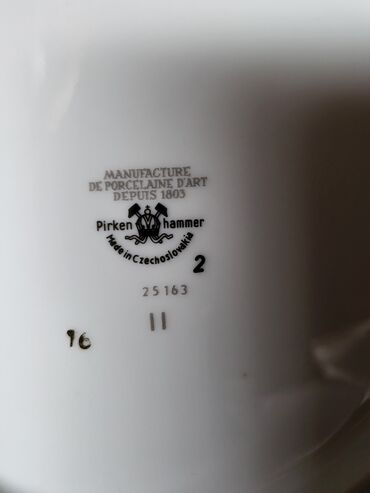 MANUFACTURE
DE PORCELAINE D'ART
DEPUIS 1803
Pirken hammer
Made in Czechoslovakia
2
25163
11
16